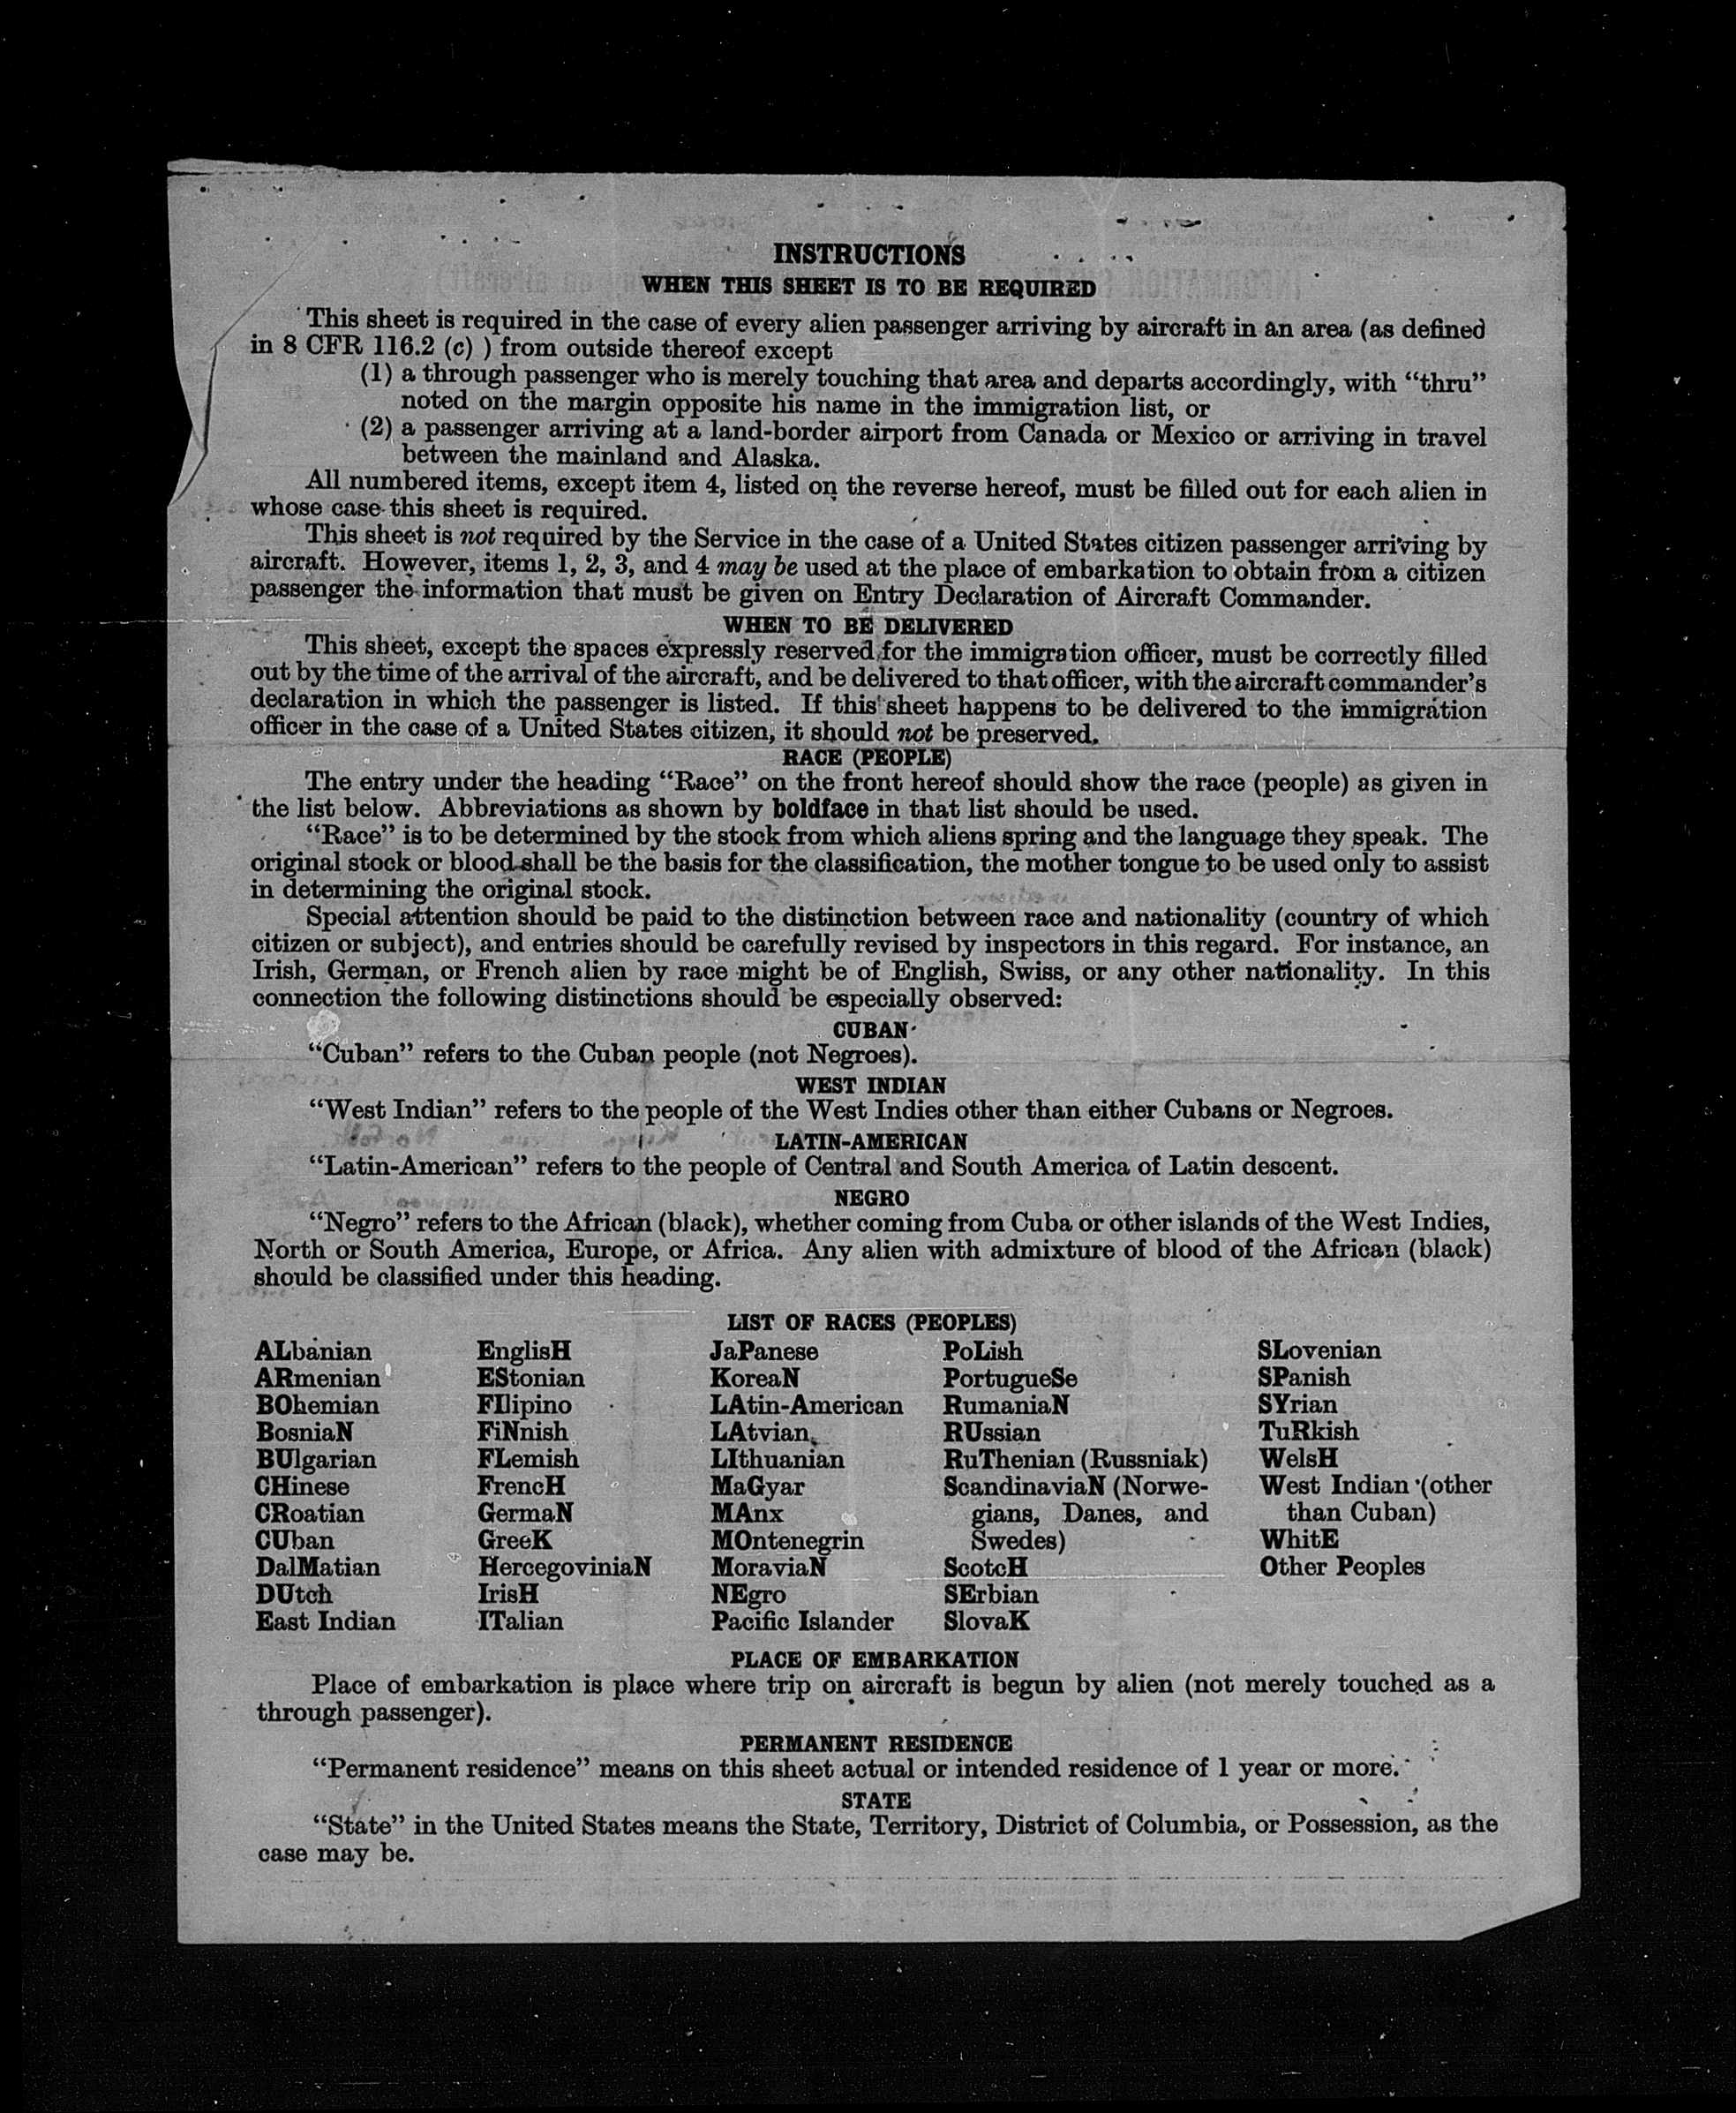 INSTRUCTIONS
WHEN THIS SHEET IS TO BE REQUIRED
This sheet is required in the case of every alien passenger arriving by aircraft in an area (as defined
in 8 CFR 116.2 (c) ) from outside thereof except
(1) a through passenger who is merely touching that area and departs accordingly, with “thru”
noted on the margin opposite his name in the immigration list, or
(2) a passenger arriving at a land-border airport from Canada or Mexico or arriving in travel
between the mainland and Alaska.
All numbered items, except item 4, listed on the reverse hereof, must be filled out for each alien in
whose case this sheet is required.
This sheet is not required by the Service in the case of a United States citizen passenger arriving by
aircraft. However, items 1, 2, 3, and 4 may be used at the place of embarkation to obtain from a citizen
passenger the information that must be given on Entry Declaration of Aircraft Commander.
WHEN TO BE DELIVERED
This sheet, except the spaces expressly reserved for the immigration officer, must be correctly filled
out by the time of the arrival of the aircraft, and be delivered to that officer, with the aircraft commander’s
declaration in which the passenger is listed. If this sheet happens to be delivered to the immigration
officer in the case of a United States citizen, it should not be preserved.
RACE (PEOPLE)
The entry under the heading “Race” on the front hereof should show the race (people) as given in
the list below. Abbreviations as shown by boldface in that list should be used.
“Race” is to be determined by the stock from which aliens spring and the language they speak. The
original stock or blood shall be the basis for the classification, the mother tongue to be used only to assist
in determining the original stock.
Special attention should be paid to the distinction between race and nationality (country of which
citizen or subject), and entries should be carefully revised by inspectors in this regard. For instance, an
Irish, German, or French alien by race might be of English, Swiss, or any other nationality. In this
connection the following distinctions should be especially observed:
CUBAN
“Cuban” refers to the Cuban people (not Negroes).
WEST INDIAN
“West Indian” refers to the people of the West Indies other than either Cubans or Negroes.
LATIN-AMERICAN
“Latin-American” refers to the people of Central and South America of Latin descent.
NEGRO
“Negro” refers to the African (black), whether coming from Cuba or other islands of the West Indies,
North or South America, Europe, or Africa. Any alien with admixture of blood of the African (black)
should be classified under this heading.
LIST OF RACES (PEOPLES)
ALbanian
ARmenian
BOhemian
BosniaN
BUlgarian
CHinese
CRoatian
CUban
DalMatian
DUtch
East Indian
EnglisH
EStonian
FIlipino
FiNnish
FLemish
FrencH
GermaN
GreeK
HercegoviniaN
IrisH
ITalian
JaPanese
KoreaN
LAtin-American
LAtvian
LIthuanian
MaGyar
MAnx
MOntenegrin
MoraviaN
NEgro
Pacific Islander
PoLish
PortugueSe
RumaniaN
RUssian
RuThenian (Russniak)
ScandinaviaN (Norwe-
gians, Danes, and
Swedes)
ScotcH
SErbian
SlovaK
SLovenian
SPanish
SYrian
TuRkish
WelsH
West Indian (other
than Cuban)
WhitE
Other Peoples
PLACE OF EMBARKATION
Place of embarkation is place where trip on aircraft is begun by alien (not merely touched as a
through passenger).
PERMANENT RESIDENCE
“Permanent residence” means on this sheet actual or intended residence of 1 year or more.
STATE
“State” in the United States means the State, Territory, District of Columbia, or Possession, as the
case may be.